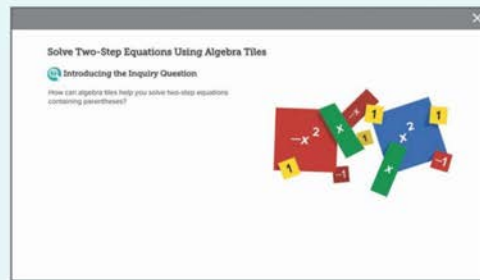 Solve Two-Step Equations Using Algebra Tiles
Introducing the Inquiry Question
How can algebra tiles help you solve two-step equations
containing parentheses?
-x²
x
-x
1
1
x²
1
-1
x
1
-1